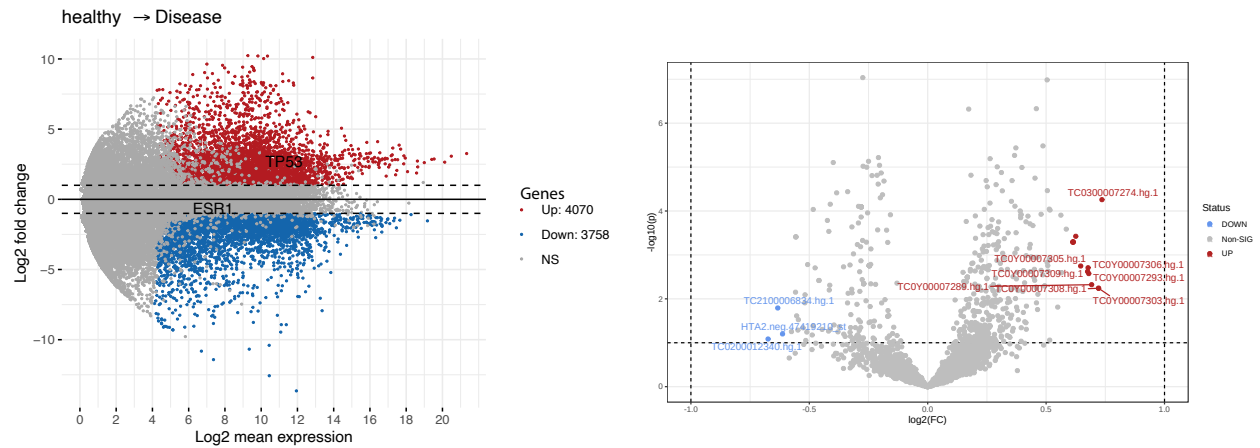 healthy → Disease
Log2 fold change
10
5
0
−5
−10
TP53
ESR1
0 2 4 6 8 10 12 14 16 18 20 22
Log2 mean expression
Genes
Up: 4070
Down: 3758
NS
-log10(p)
6
4
2
0
TC0300007274.hg.1
TC0Y00007305.hg.1
TC0Y00007306.hg.1
TC0Y00007309.hg.1
TC0Y00007293.hg.1
TC0Y00007289.hg.1
TC0Y00007308.hg.1
TC0Y00007303.hg.1
TC2100006834.hg.1
HTA2.neg.47419210_st
TC0200012340.hg.1
-1.0 -0.5 0.0 0.5 1.0
log2(FC)
Status
DOWN
Non-SIG
UP